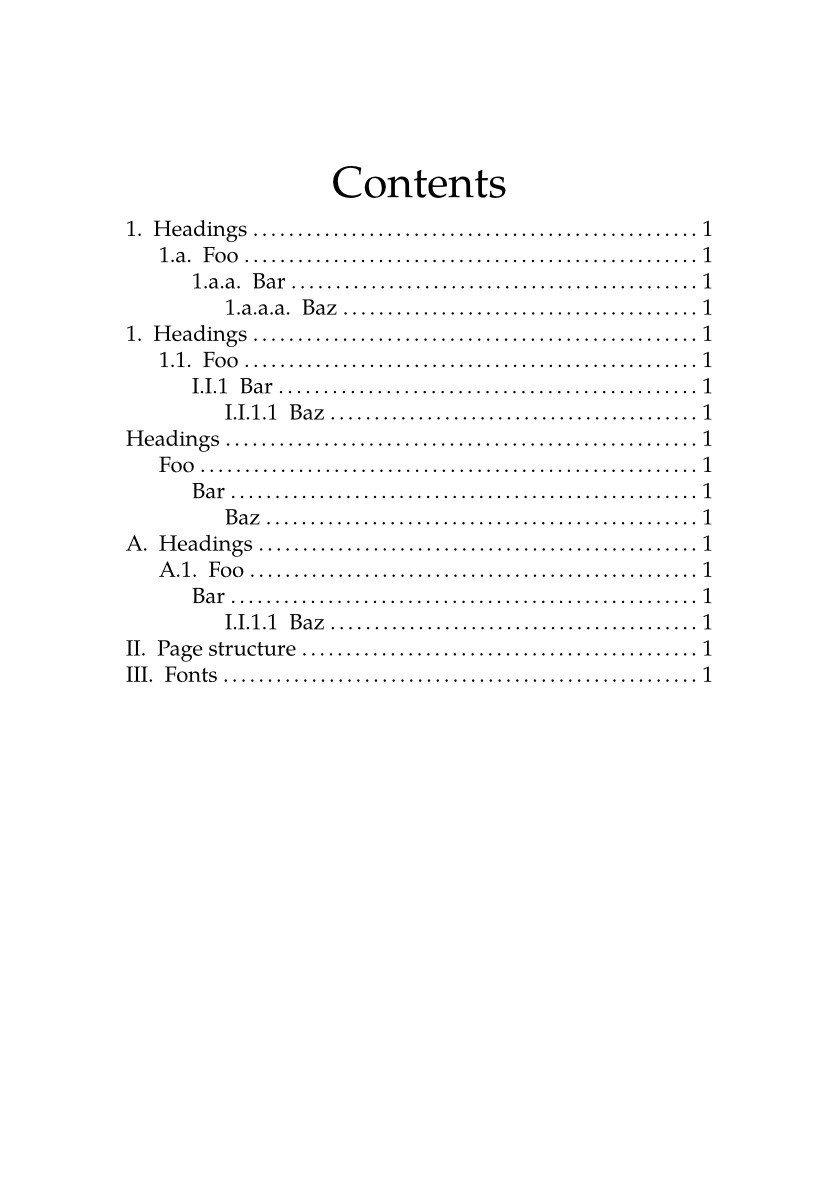 Contents
1. Headings ..................................................... 1
1.a. Foo ..................................................... 1
1.a.a. Bar ................................................ 1
1.a.a.a. Baz .......................................... 1
1. Headings ..................................................... 1
1.1. Foo ..................................................... 1
I.I.1 Bar ................................................. 1
I.I.1.1 Baz ........................................... 1
Headings ........................................................ 1
Foo ........................................................... 1
Bar ....................................................... 1
Baz ................................................... 1
A. Headings .................................................... 1
A.1. Foo ..................................................... 1
Bar ....................................................... 1
I.I.1.1 Baz ........................................... 1
II. Page structure ............................................... 1
III. Fonts ........................................................ 1